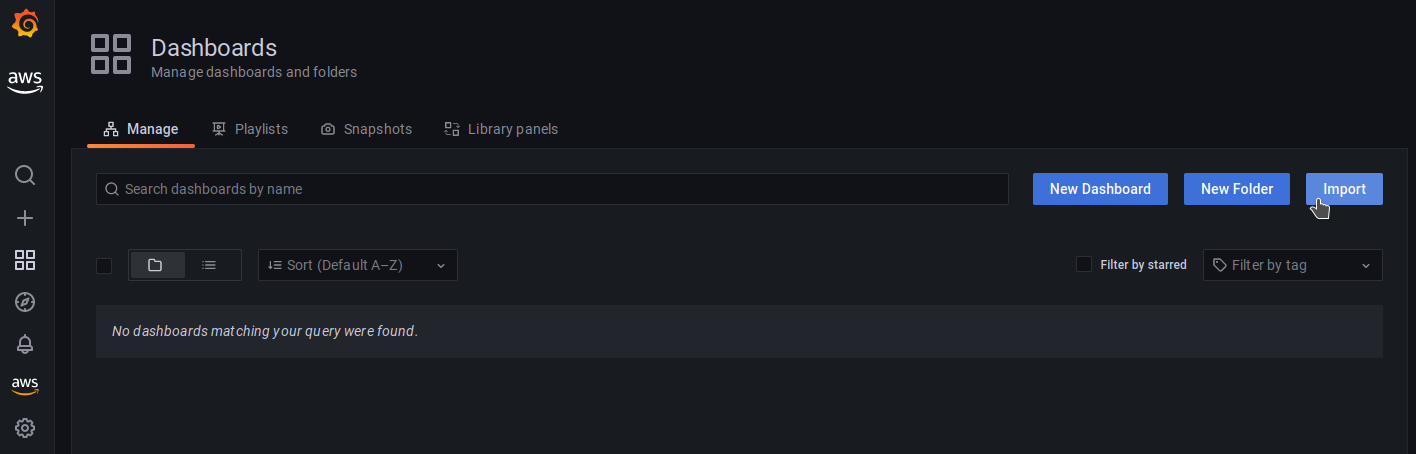 Dashboards
aws
Manage dashboards and folders
Manage Playlists Snapshots Library panels
Search dashboards by name New Dashboard New Folder Import
Sort (Default A–Z) Filter by starred Filter by tag
No dashboards matching your query were found.
aws